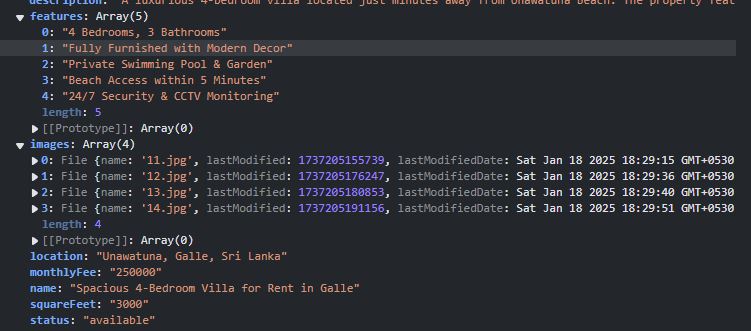 description: "A luxurious 4-bedroom villa located just minutes away from Unawatuna Beach. The property feat
▼ features: Array(5)
0: "4 Bedrooms, 3 Bathrooms"
1: "Fully Furnished with Modern Decor"
2: "Private Swimming Pool & Garden"
3: "Beach Access within 5 Minutes"
4: "24/7 Security & CCTV Monitoring"
length: 5
▶ [[Prototype]]: Array(0)
▼ images: Array(4)
▶ 0: File {name: '11.jpg', lastModified: 1737205155739, lastModifiedDate: Sat Jan 18 2025 18:29:15 GMT+0530
▶ 1: File {name: '12.jpg', lastModified: 1737205176247, lastModifiedDate: Sat Jan 18 2025 18:29:36 GMT+0530
▶ 2: File {name: '13.jpg', lastModified: 1737205180853, lastModifiedDate: Sat Jan 18 2025 18:29:40 GMT+0530
▶ 3: File {name: '14.jpg', lastModified: 1737205191156, lastModifiedDate: Sat Jan 18 2025 18:29:51 GMT+0530
length: 4
▶ [[Prototype]]: Array(0)
location: "Unawatuna, Galle, Sri Lanka"
monthlyFee: "250000"
name: "Spacious 4-Bedroom Villa for Rent in Galle"
squareFeet: "3000"
status: "available"